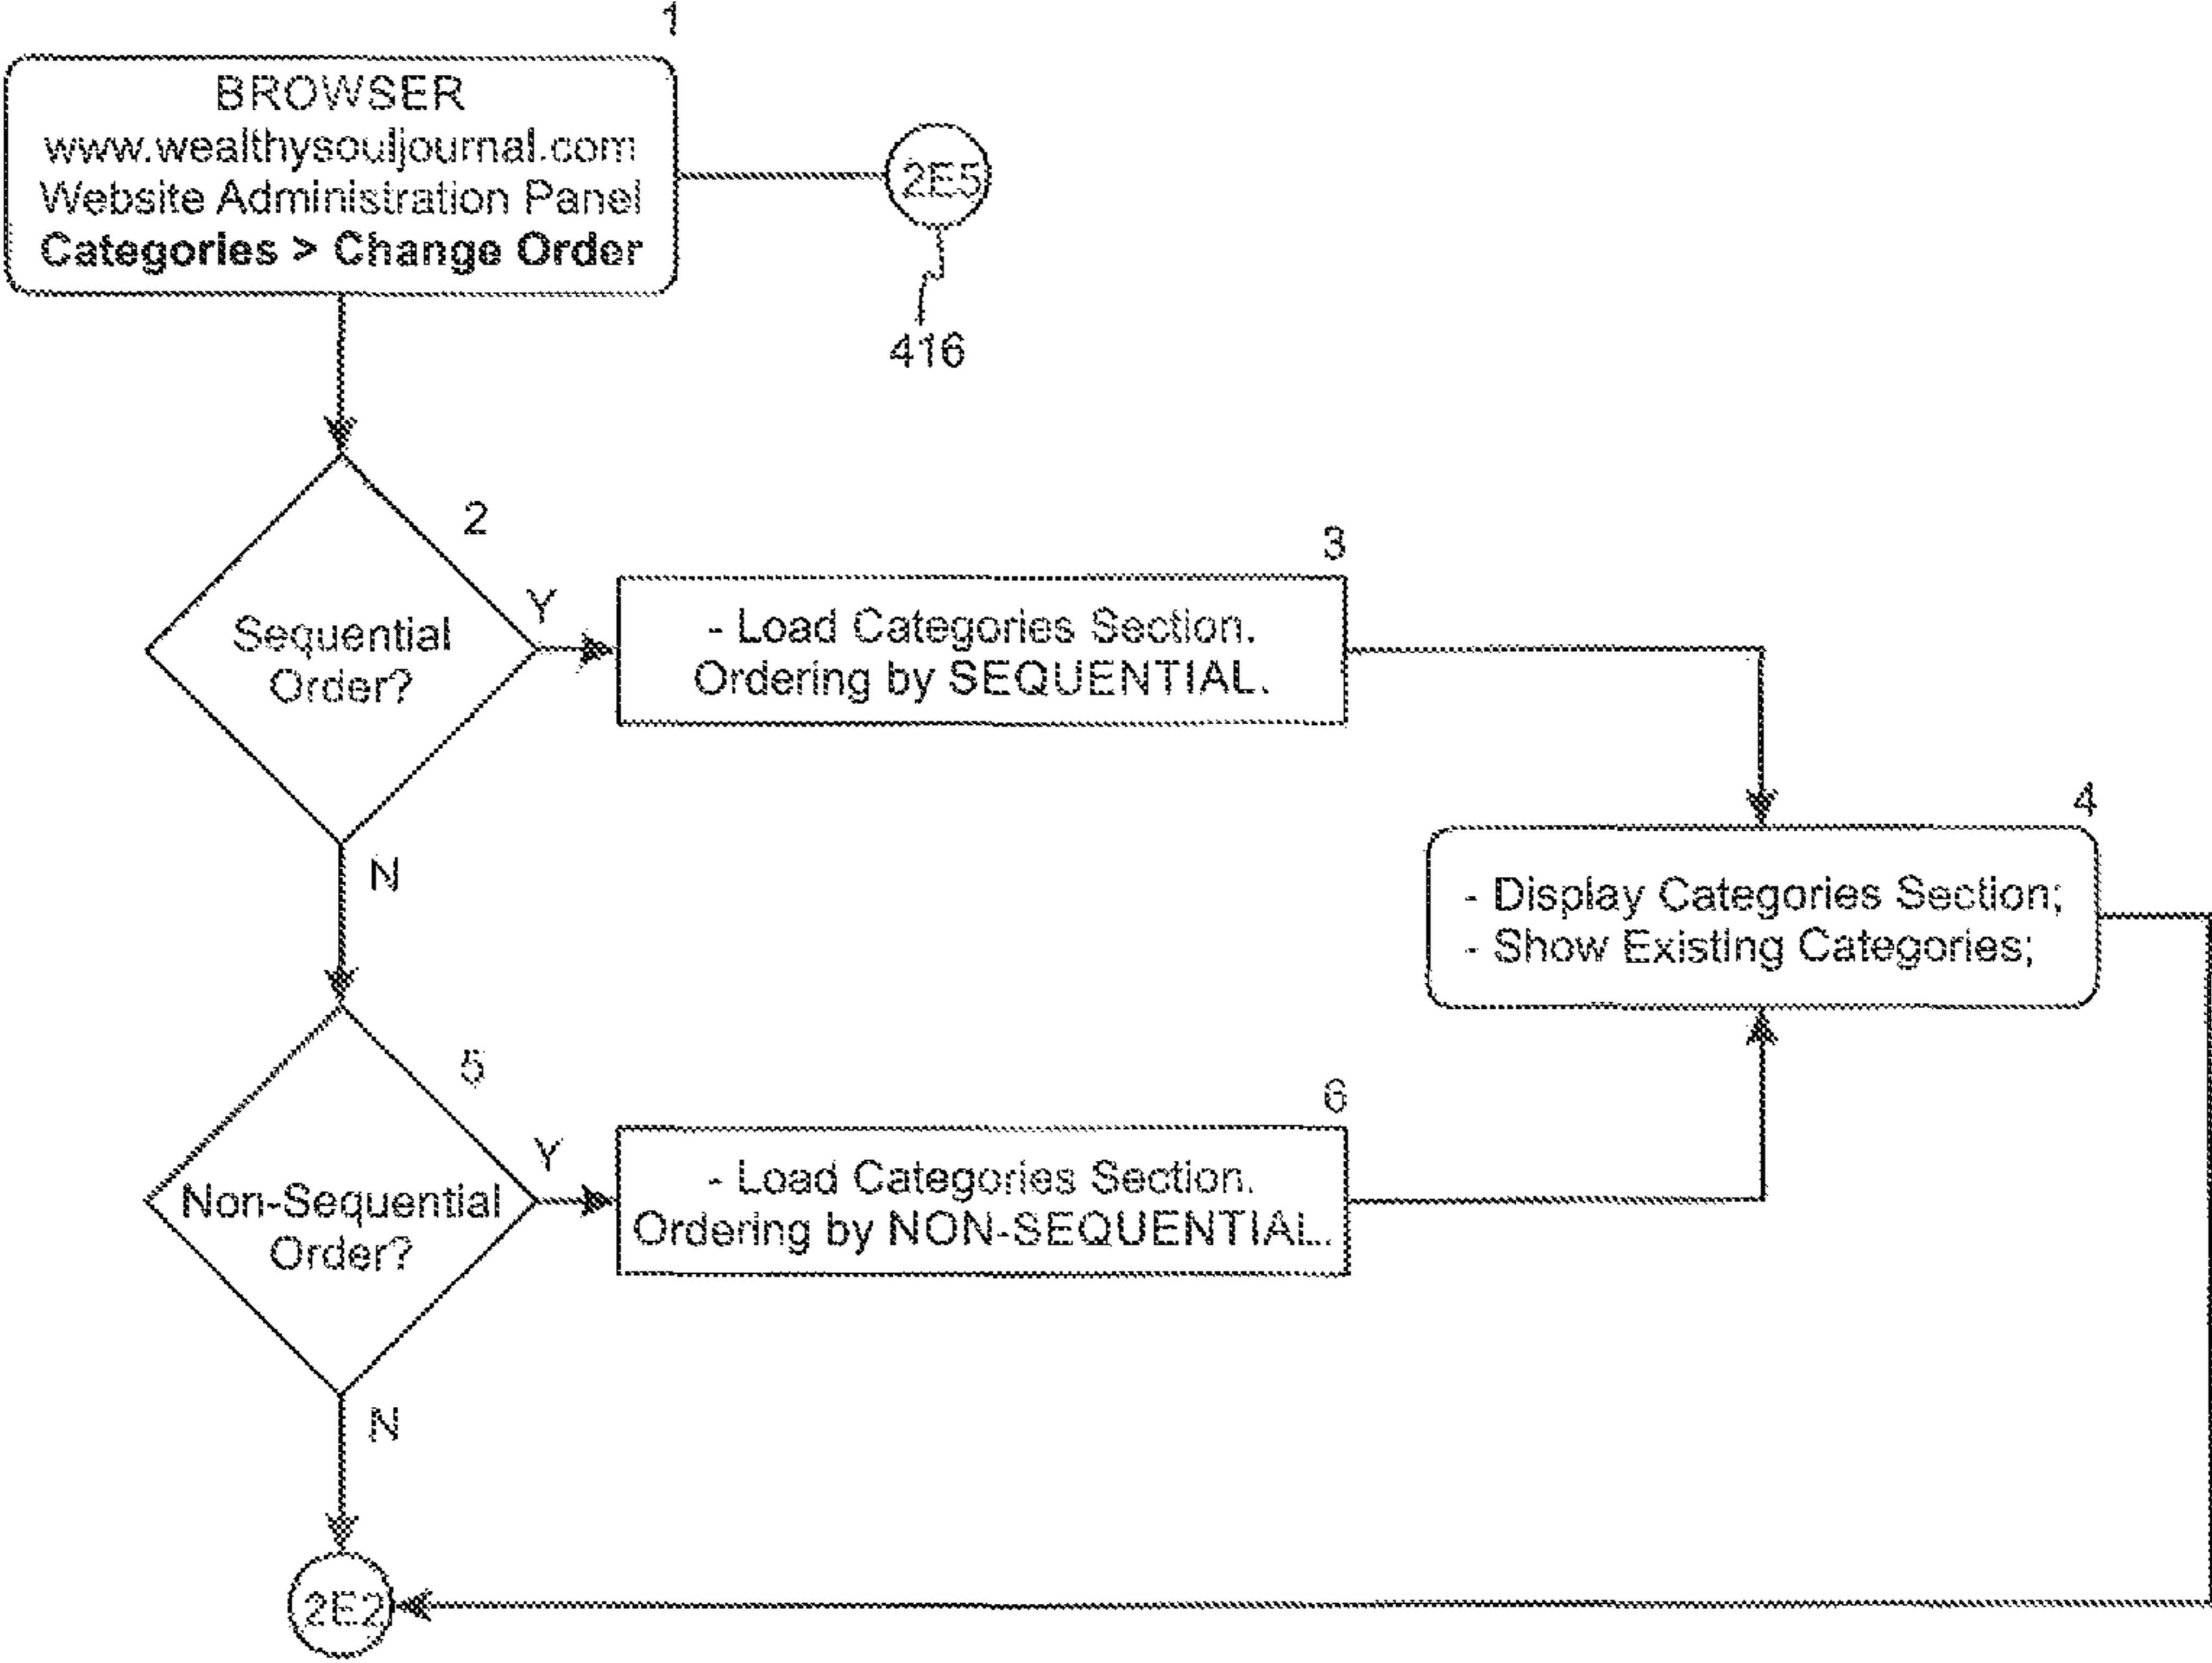 1
BROWSER
www.wealthysouljournal.com
Website Administration Panel
Categories > Change Order
2E5
416
2
Sequential
Order?
Y
N
3
- Load Categories Section.
Ordering by SEQUENTIAL.
4
- Display Categories Section;
- Show Existing Categories;
5
Non-Sequential
Order?
Y
N
6
- Load Categories Section.
Ordering by NON-SEQUENTIAL.
2E2